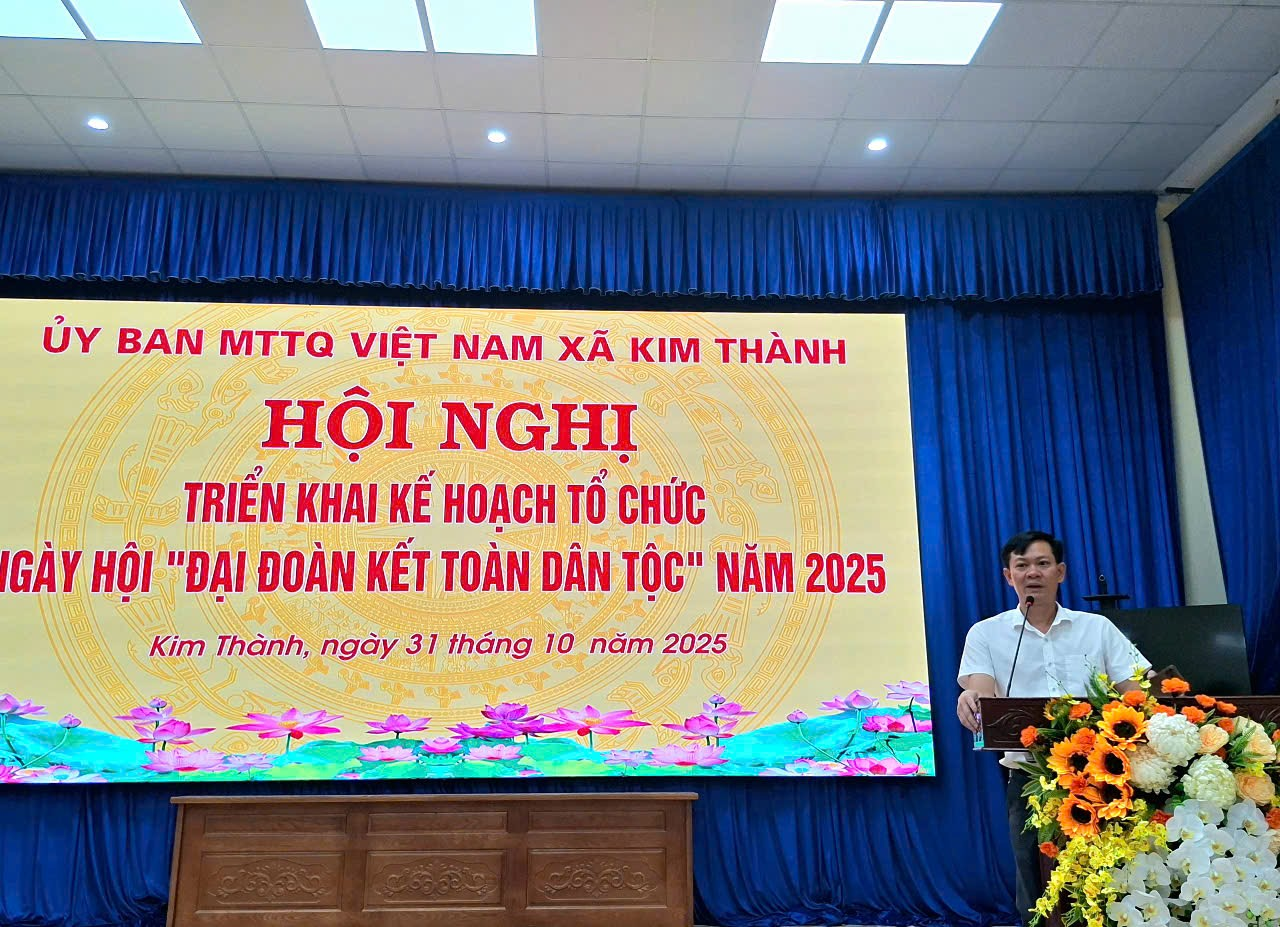 ỦY BAN MTTQ VIỆT NAM XÃ KIM THÀNH
HỘI NGHỊ
TRIỂN KHAI KẾ HOẠCH TỔ CHỨC
NGÀY HỘI "ĐẠI ĐOÀN KẾT TOÀN DÂN TỘC" NĂM 2025
Kim Thành, ngày 31 tháng 10 năm 2025